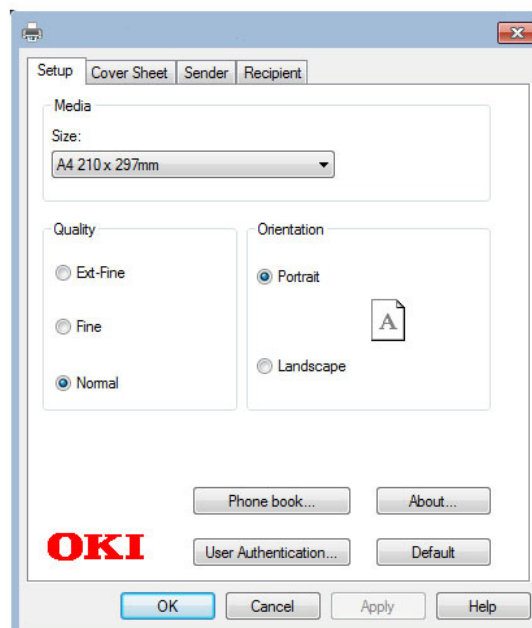 Setup Cover Sheet Sender Recipient
Media
Size:
A4 210 x 297mm
Quality Orientation
Ext-Fine Portrait
Fine
A
Normal Landscape
Phone book... About...
OKI User Authentication... Default
OK Cancel Apply Help